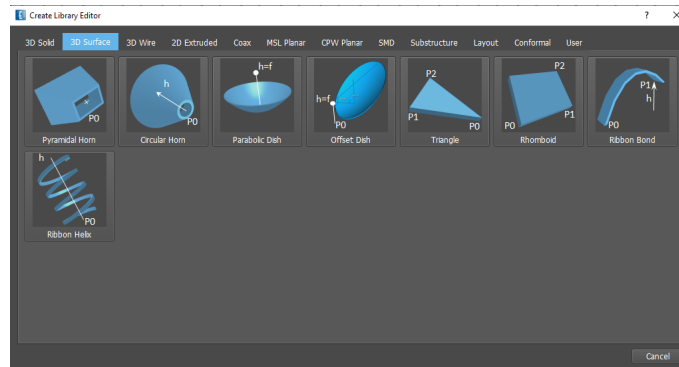 Create Library Editor
? ×
3D Solid 3D Surface 3D Wire 2D Extruded Coax MSL Planar CPW Planar SMD Substructure Layout Conformal User
P0
Pyramidal Horn
h
P0
Circular Horn
h=f
P0
Parabolic Dish
h=f
P0
Offset Dish
P2
P1
P0
Triangle
P2
P0
P1
Rhomboid
P1
h
P0
Ribbon Bond
h
P0
Ribbon Helix
Cancel